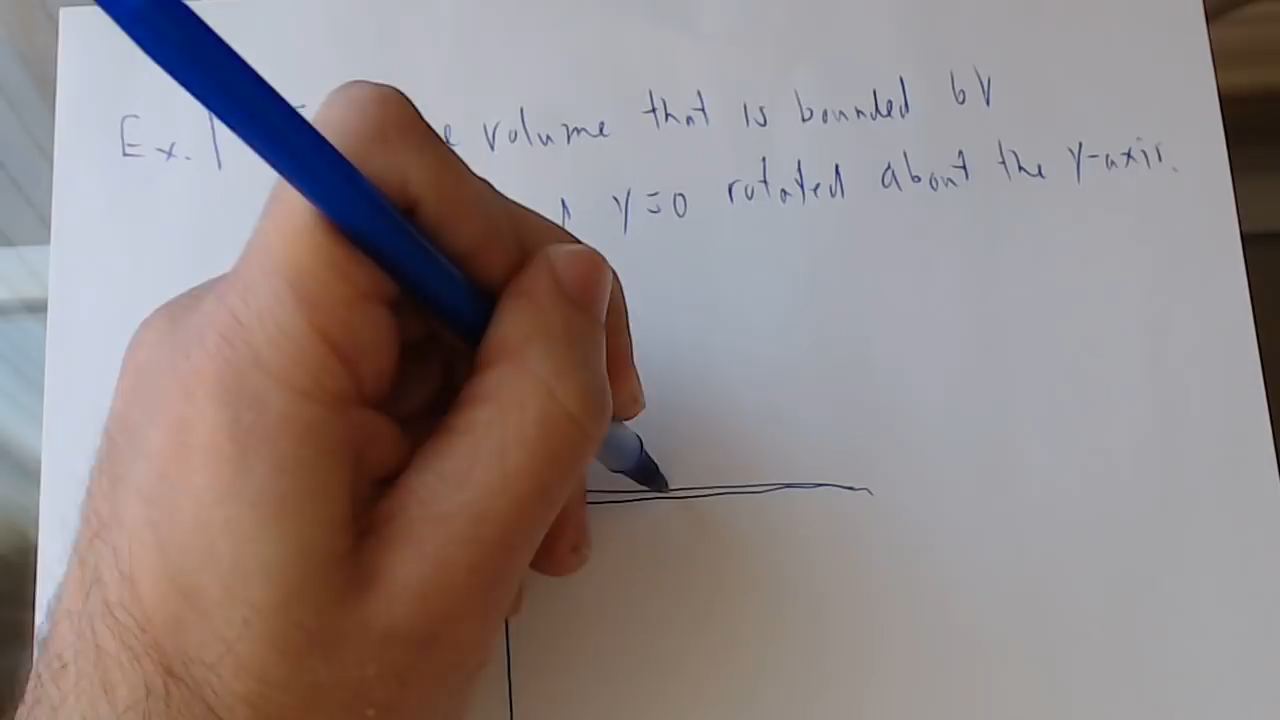 Ex. 1 volume that is bounded by
y=0 rotated about the y-axis.